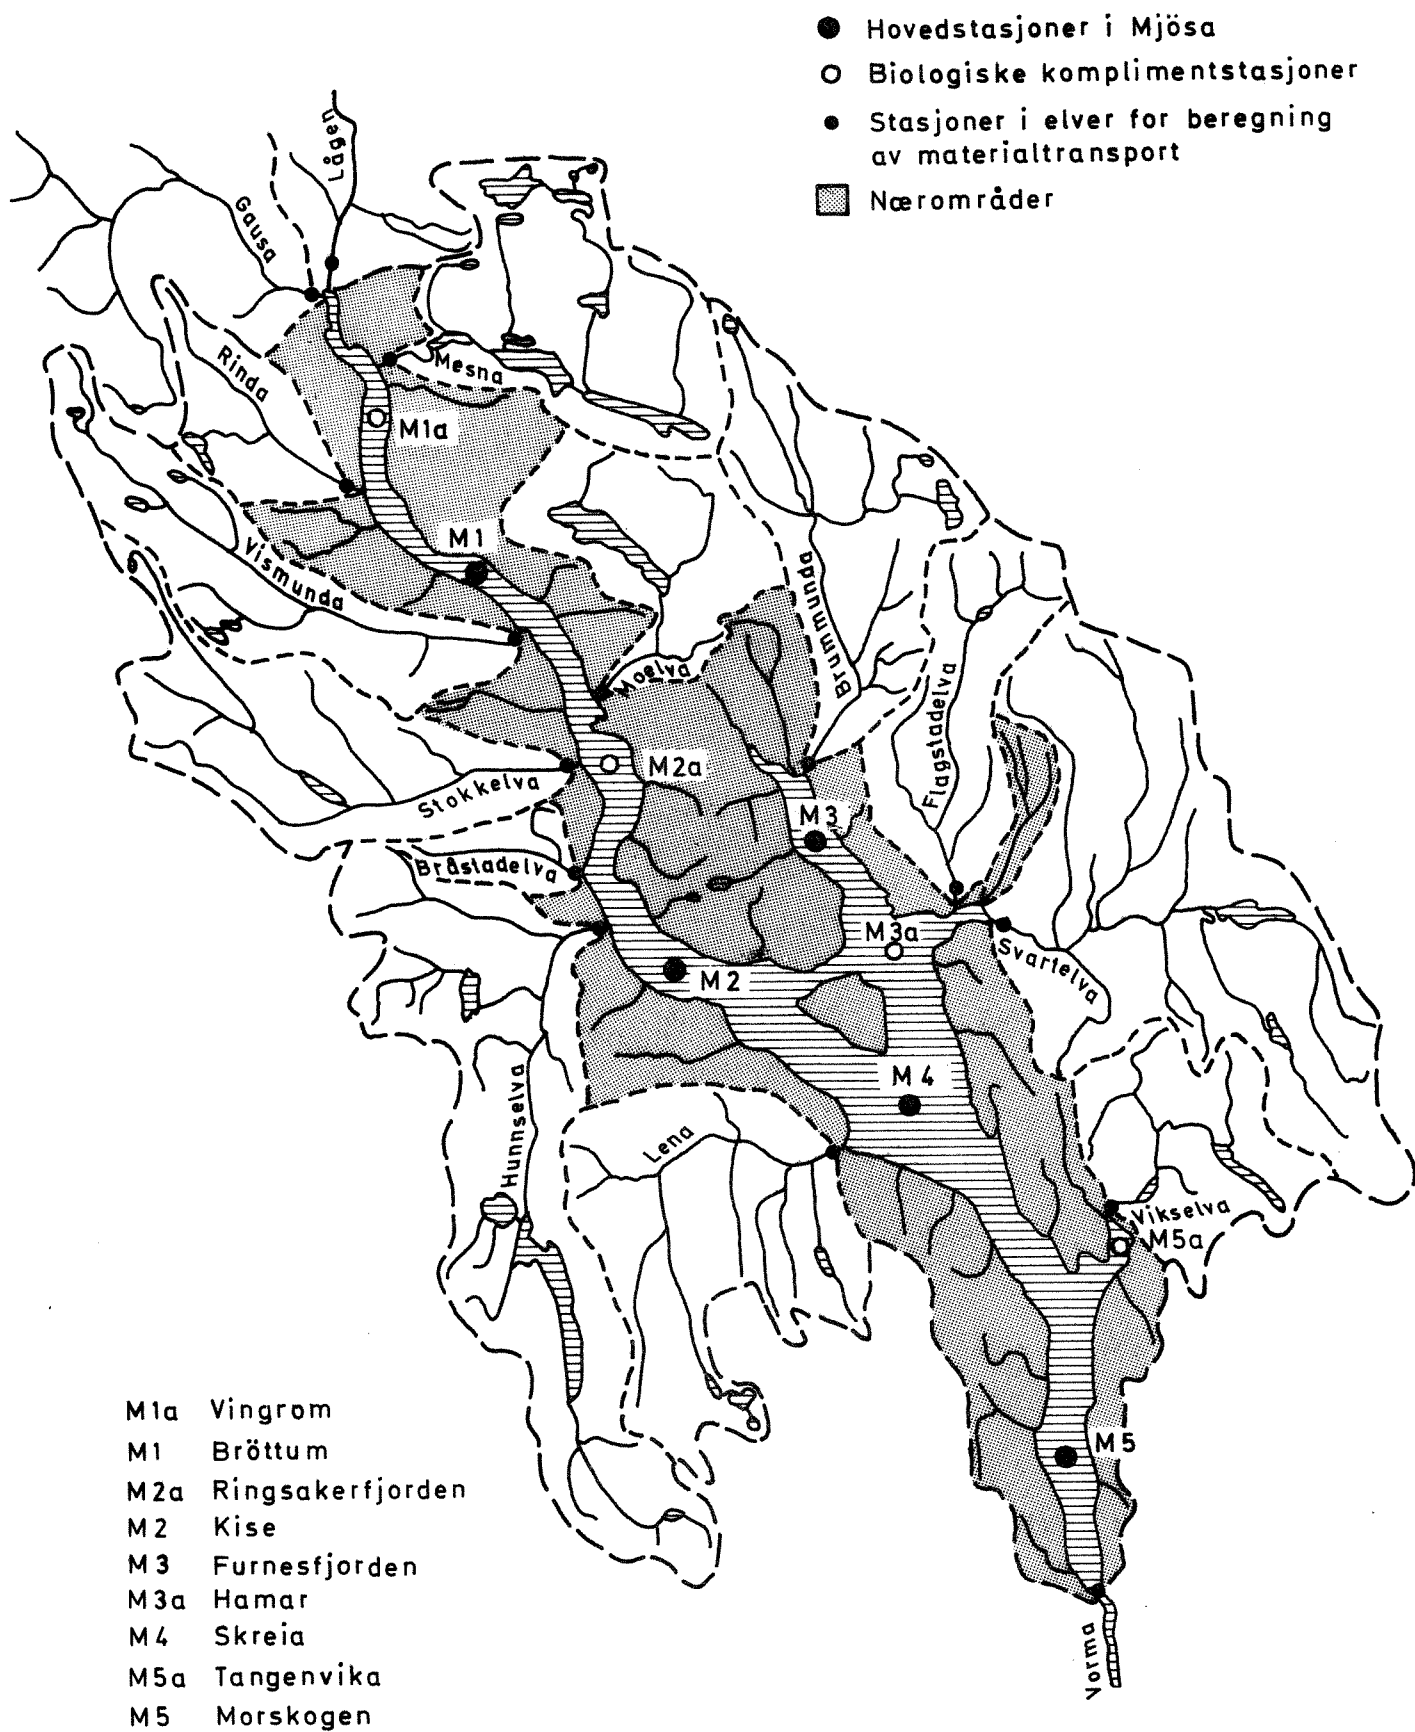 Hovedstasjoner i Mjösa
Biologiske komplimentstasjoner
Stasjoner i elver for beregning
av materialtransport
Nærområder
Lågen
Gausa
Rinda
Mesna
M1a
M1
Vismunda
Moelva
Brummunda
Flagstadelva
M2a
Stokkelva
M3
Bråstadelva
M3a
Svartelva
M2
M4
Hunnselva
Lena
Vikselva
M5a
M5
Vorma
M1a Vingrom
M1 Bröttum
M2a Ringsakerfjorden
M2 Kise
M3 Furnesfjorden
M3a Hamar
M4 Skreia
M5a Tangenvika
M5 Morskogen